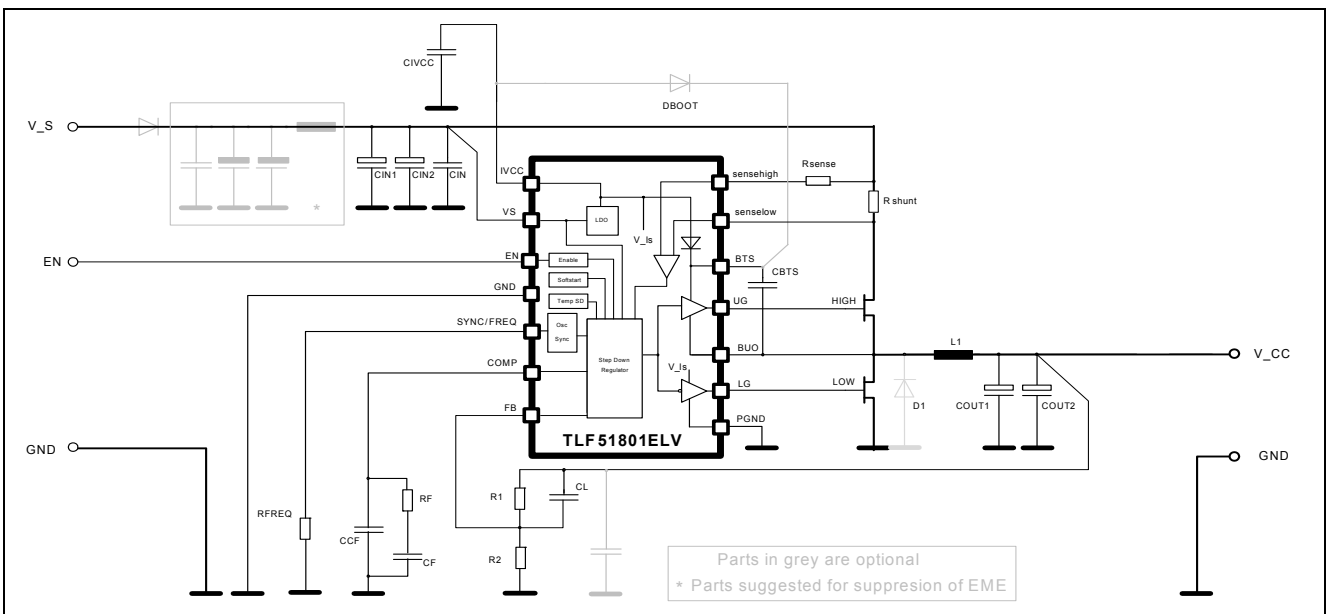 CIVCC
DBOOT
V_S
CIN1
CIN2
CIN
*
IVCC
sensehigh
Rsense
R shunt
VS
LDO
V_Is
senselow
EN
EN
Enable
BTS
CBTS
GND
Softstart
Temp SD
UG
HIGH
SYNC/FREQ
Osc
Sync
Step Down
Regulator
BUO
L1
V_CC
COMP
V_Is
LG
LOW
D1
COUT1
COUT2
FB
PGND
TLF51801ELV
GND
GND
R1
CL
RF
RFREQ
CCF
CF
R2
Parts in grey are optional
* Parts suggested for suppresion of EME